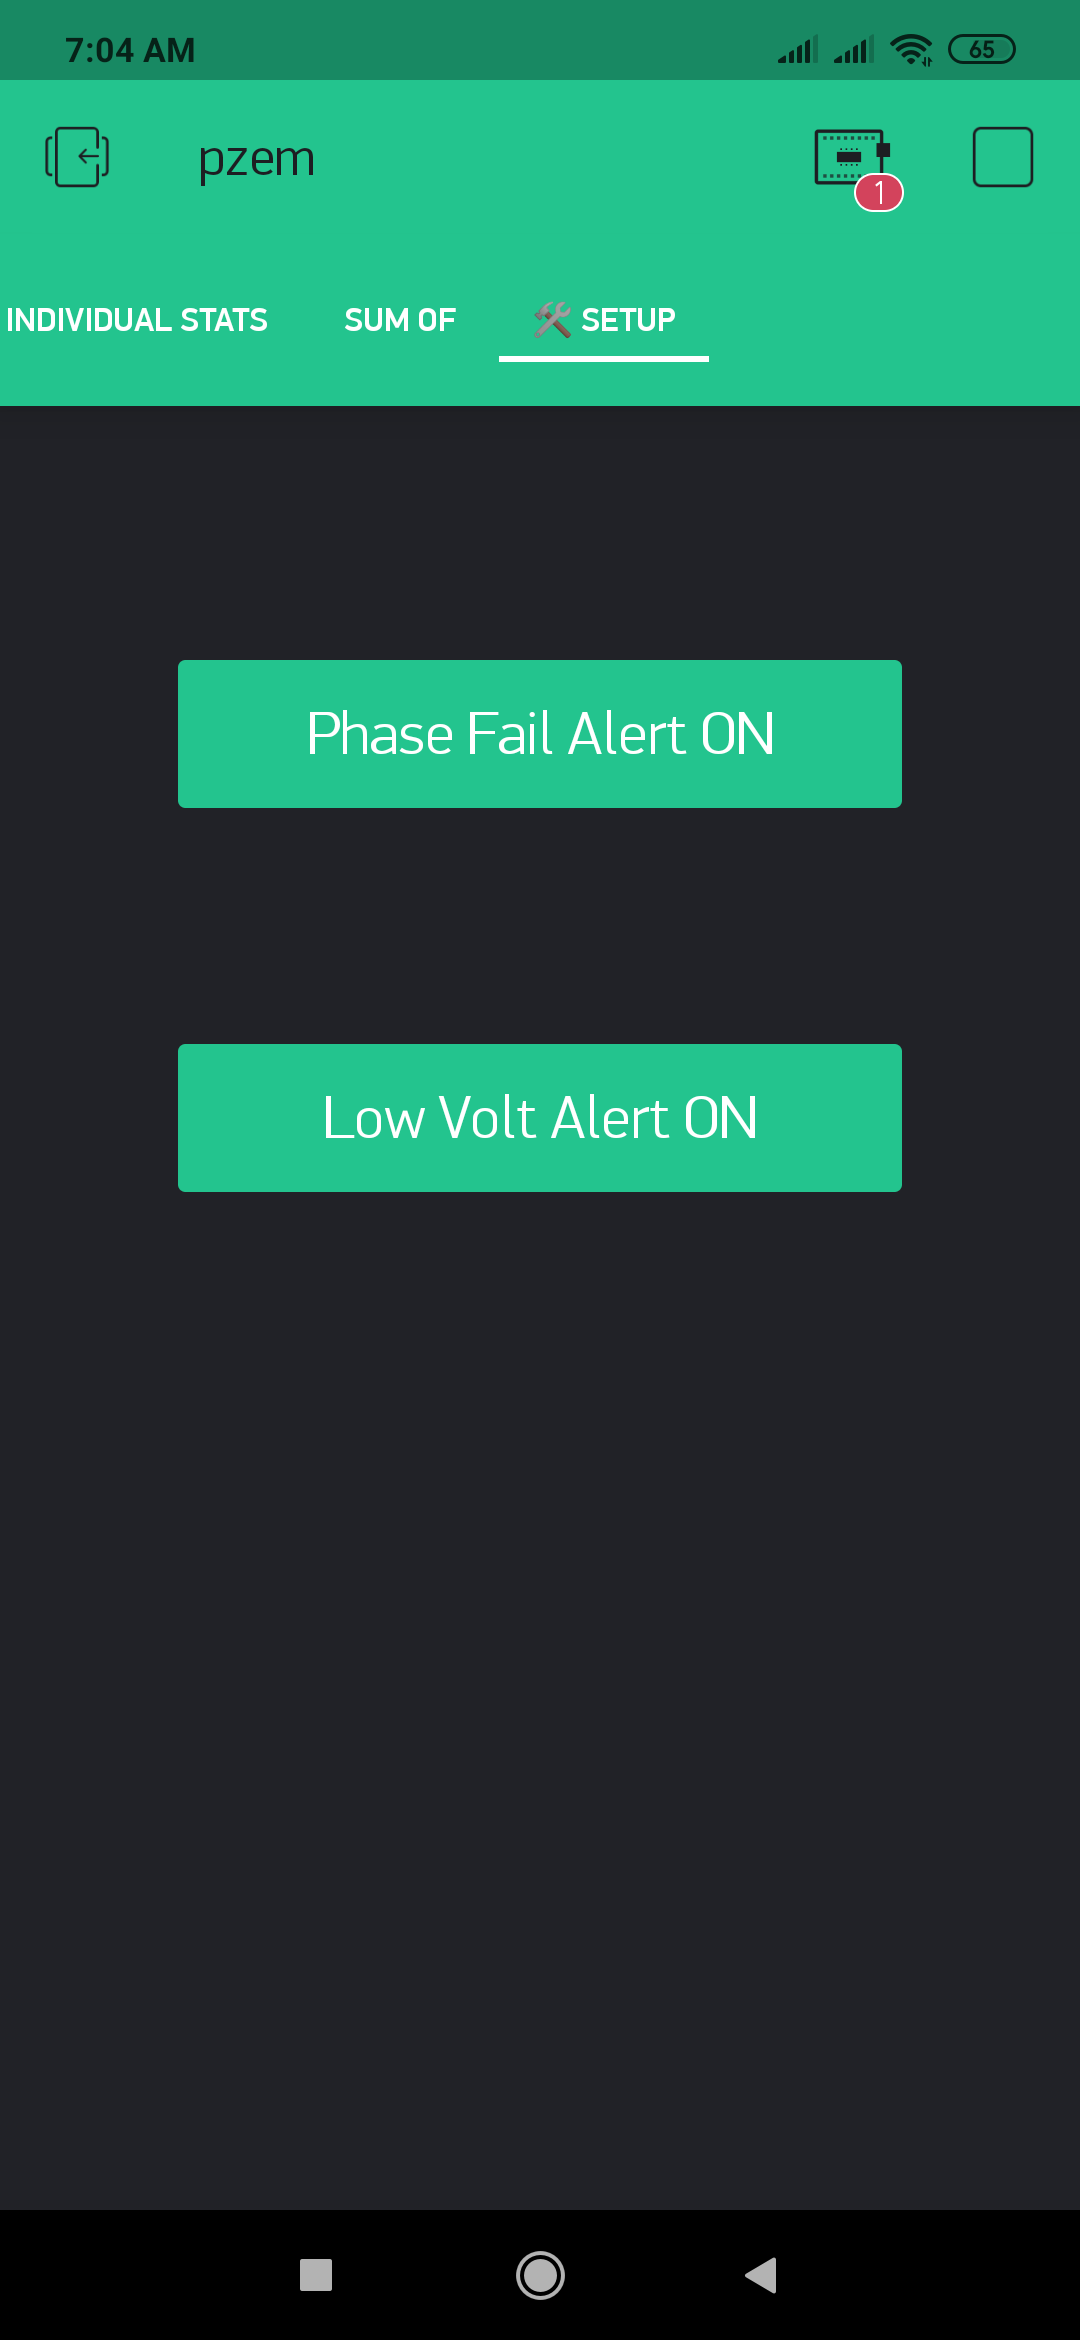 7:04 AM 65
pzem
1
INDIVIDUAL STATS SUM OF 🛠 SETUP
Phase Fail Alert ON
Low Volt Alert ON